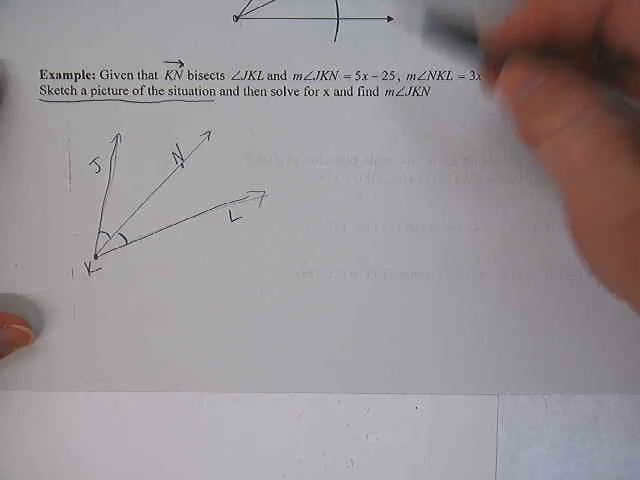 Example: Given that KN bisects ∠JKL and m∠JKN = 5x − 25, m∠NKL = 3x
Sketch a picture of the situation and then solve for x and find m∠JKN
J
N
L
K